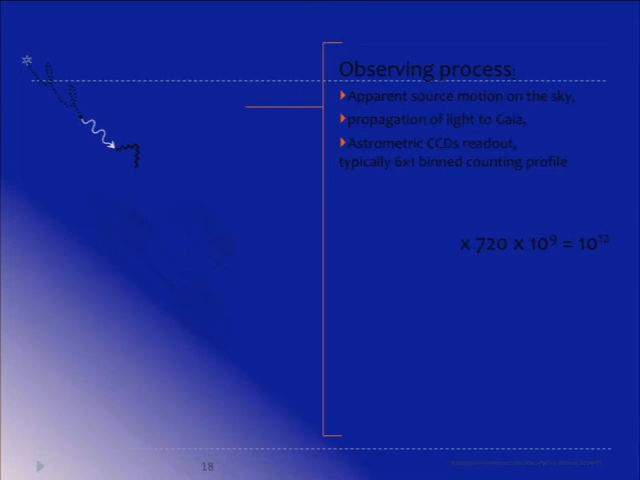 Observing process:
Apparent source motion on the sky,
propagation of light to Gaia,
Astrometric CCDs readout,
typically 6x1 binned counting profile
x 720 x 10⁹ = 10¹²
18